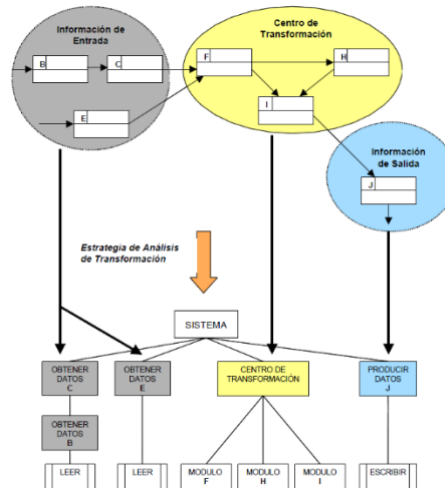 Información de
Entrada
Centro de
Transformación
B
C
F
H
E
I
Información
de Salida
J
Estrategia de Análisis
de Transformación
SISTEMA
OBTENER
DATOS
C
OBTENER
DATOS
E
CENTRO DE
TRANSFORMACIÓN
PRODUCIR
DATOS
J
OBTENER
DATOS
B
LEER
LEER
MODULO
F
MODULO
H
MODULO
I
ESCRIBIR